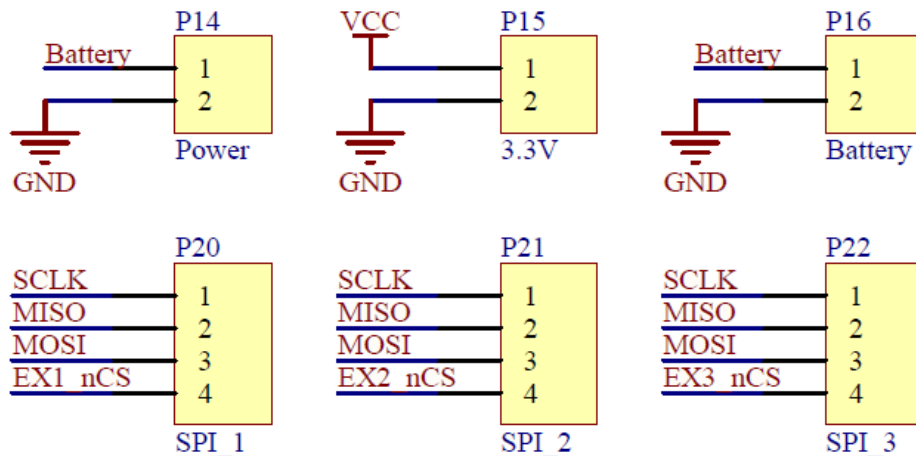 P14 VCC P15 P16
Battery 1 1 Battery 1
2 2 2
Power 3.3V Battery
GND GND GND
P20 P21 P22
SCLK 1 SCLK 1 SCLK 1
MISO 2 MISO 2 MISO 2
MOSI 3 MOSI 3 MOSI 3
EX1_nCS 4 EX2_nCS 4 EX3_nCS 4
SPI_1 SPI_2 SPI_3